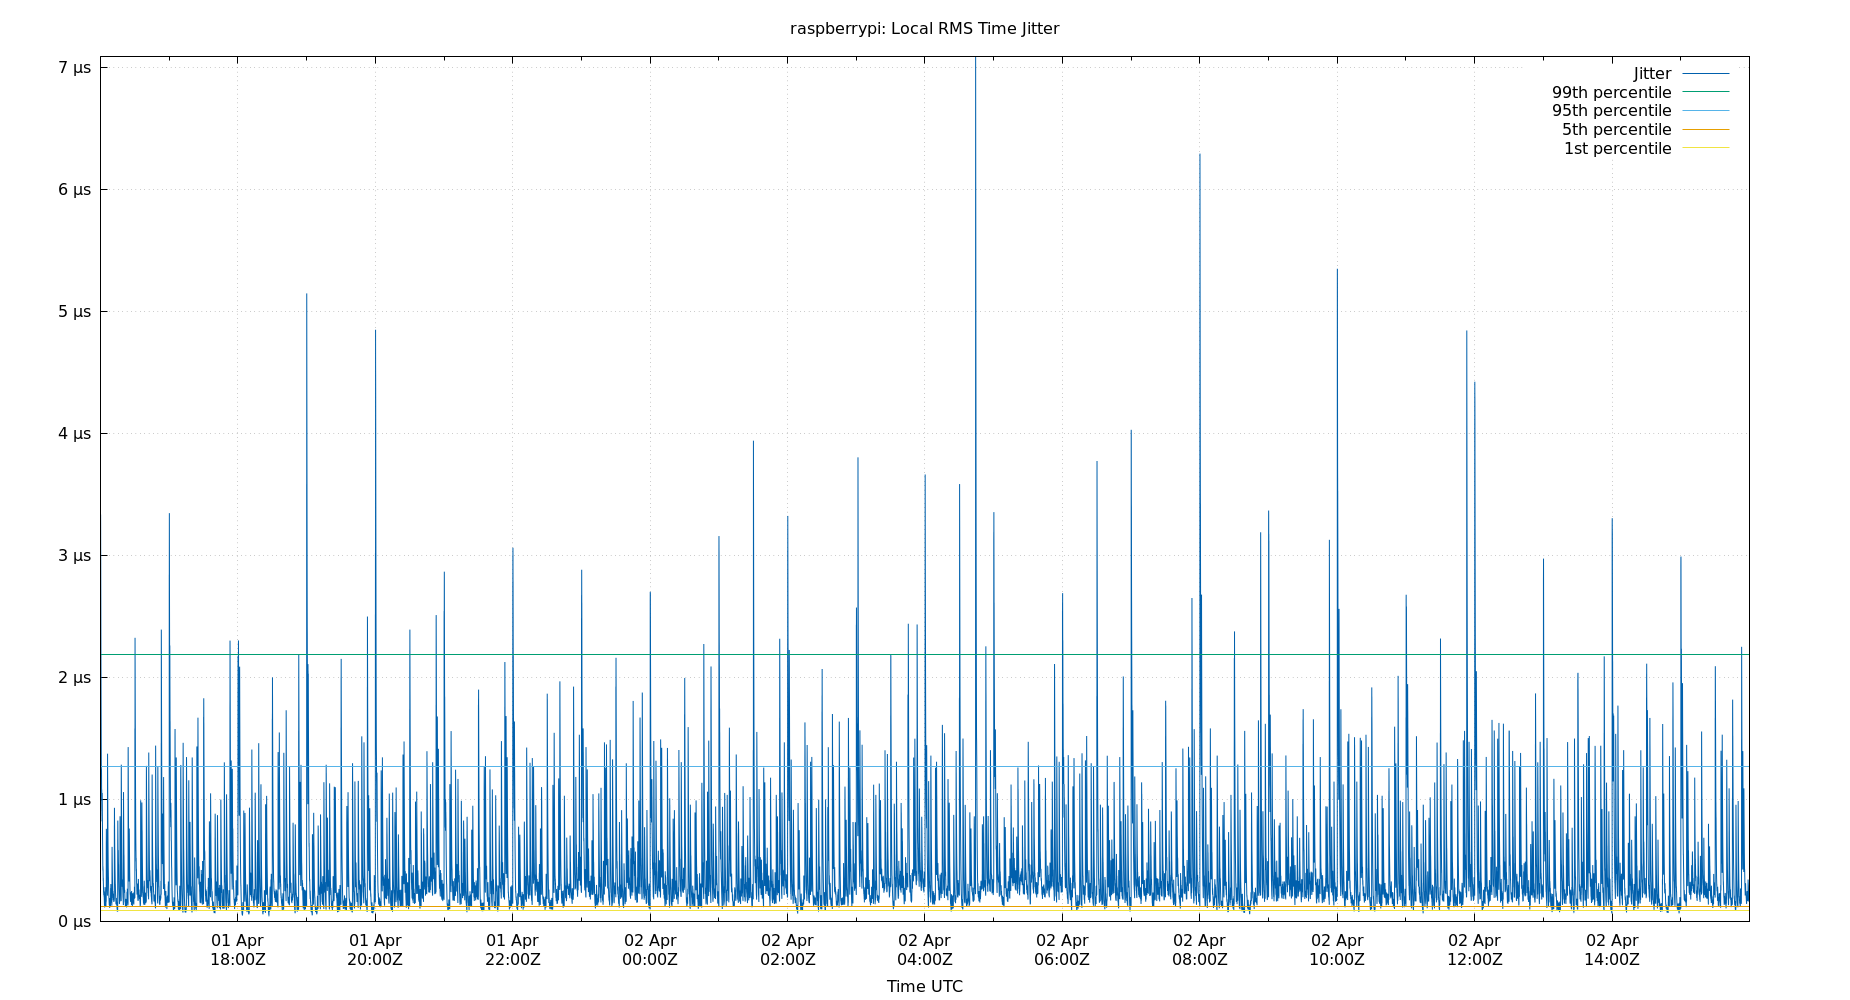 raspberrypi: Local RMS Time Jitter
7 µs
6 µs
5 µs
4 µs
3 µs
2 µs
1 µs
0 µs
Jitter
99th percentile
95th percentile
5th percentile
1st percentile
01 Apr 01 Apr 01 Apr 02 Apr 02 Apr 02 Apr 02 Apr 02 Apr 02 Apr 02 Apr 02 Apr
18:00Z 20:00Z 22:00Z 00:00Z 02:00Z 04:00Z 06:00Z 08:00Z 10:00Z 12:00Z 14:00Z
Time UTC